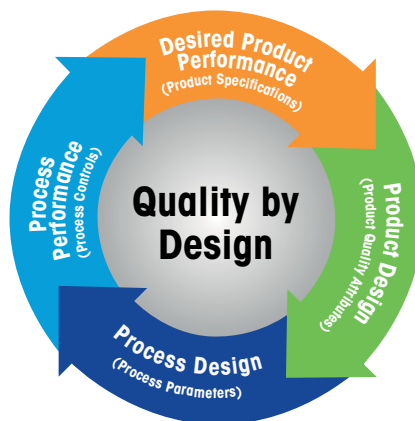 Desired Product
Performance
(Product Specifications)
Product Design
(Product Quality Attributes)
Process Design
(Process Parameters)
Process
Performance
(Process Controls)
Quality by
Design